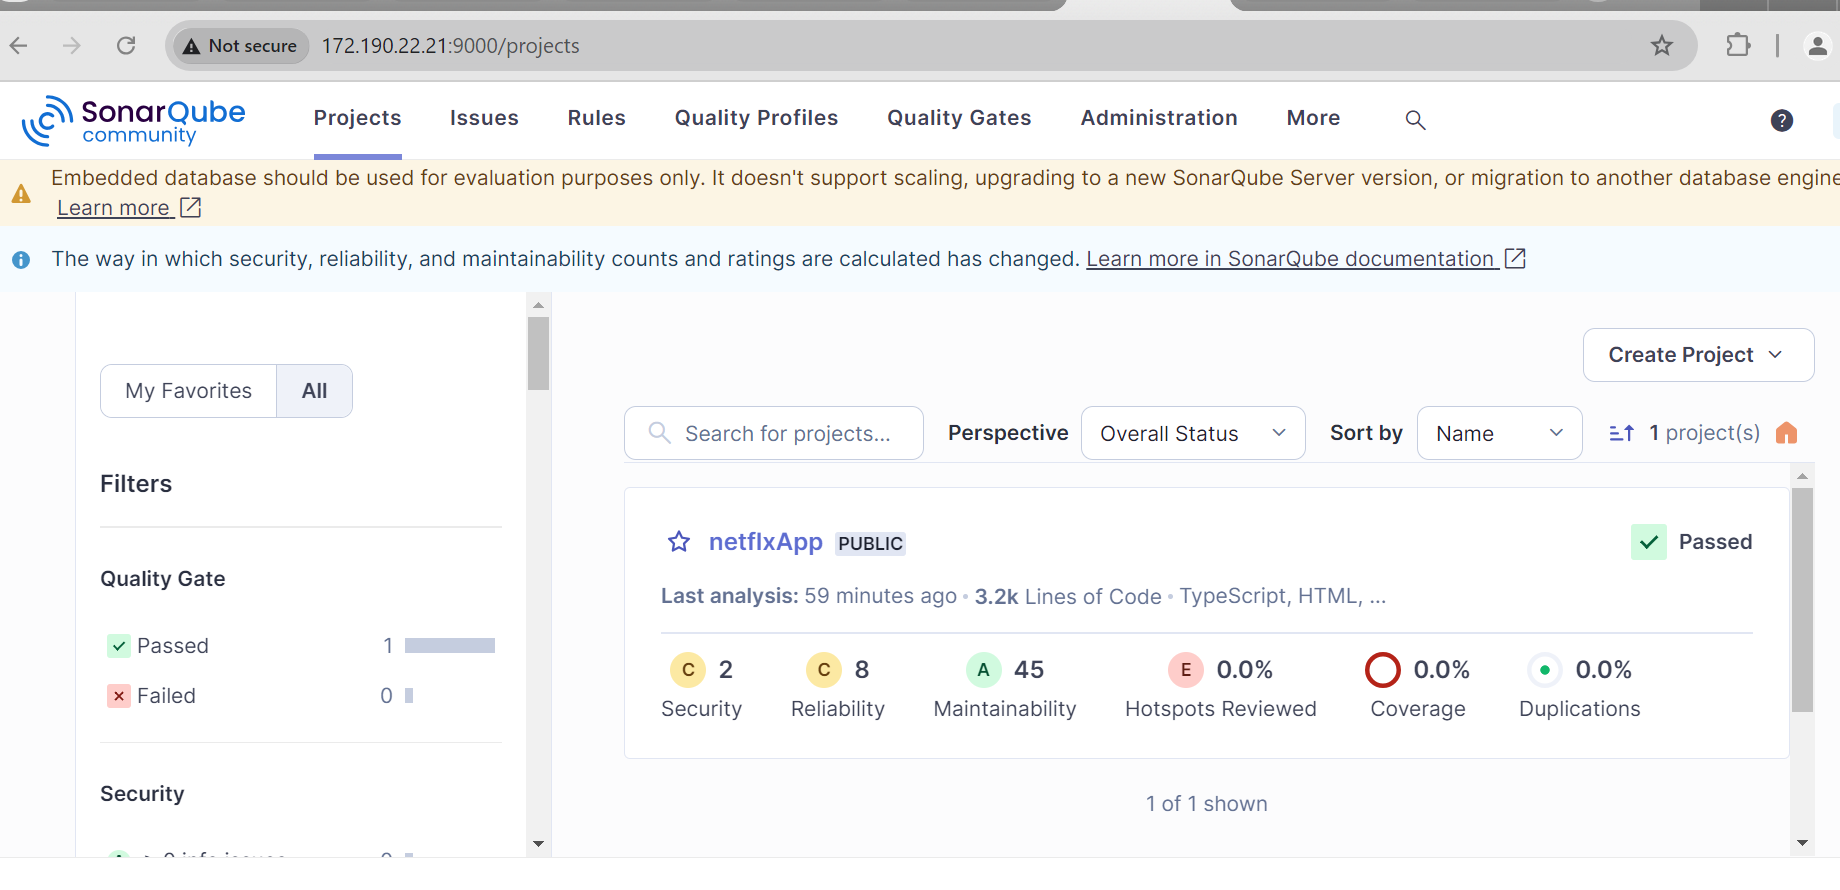 Not secure 172.190.22.21:9000/projects
SonarQube
community
Projects Issues Rules Quality Profiles Quality Gates Administration More
Embedded database should be used for evaluation purposes only. It doesn't support scaling, upgrading to a new SonarQube Server version, or migration to another database engine
Learn more
The way in which security, reliability, and maintainability counts and ratings are calculated has changed. Learn more in SonarQube documentation
Create Project
My Favorites All
Search for projects... Perspective Overall Status Sort by Name 1 project(s)
Filters
Quality Gate
Passed 1
Failed 0
Security
netflxApp PUBLIC Passed
Last analysis: 59 minutes ago • 3.2k Lines of Code • TypeScript, HTML, ...
C 2 C 8 A 45 E 0.0% 0.0% 0.0%
Security Reliability Maintainability Hotspots Reviewed Coverage Duplications
1 of 1 shown